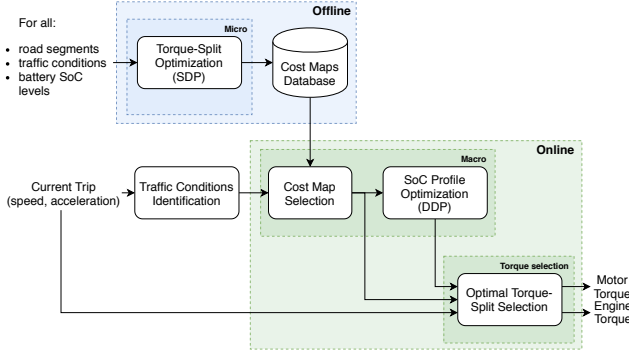 Offline
For all:
• road segments
• traffic conditions
• battery SoC
levels
Micro
Torque-Split
Optimization
(SDP)
Cost Maps
Database
Online
Macro
Current Trip
(speed, acceleration)
Traffic Conditions
Identification
Cost Map
Selection
SoC Profile
Optimization
(DDP)
Torque selection
Optimal Torque-
Split Selection
Motor
Torque
Engine
Torque